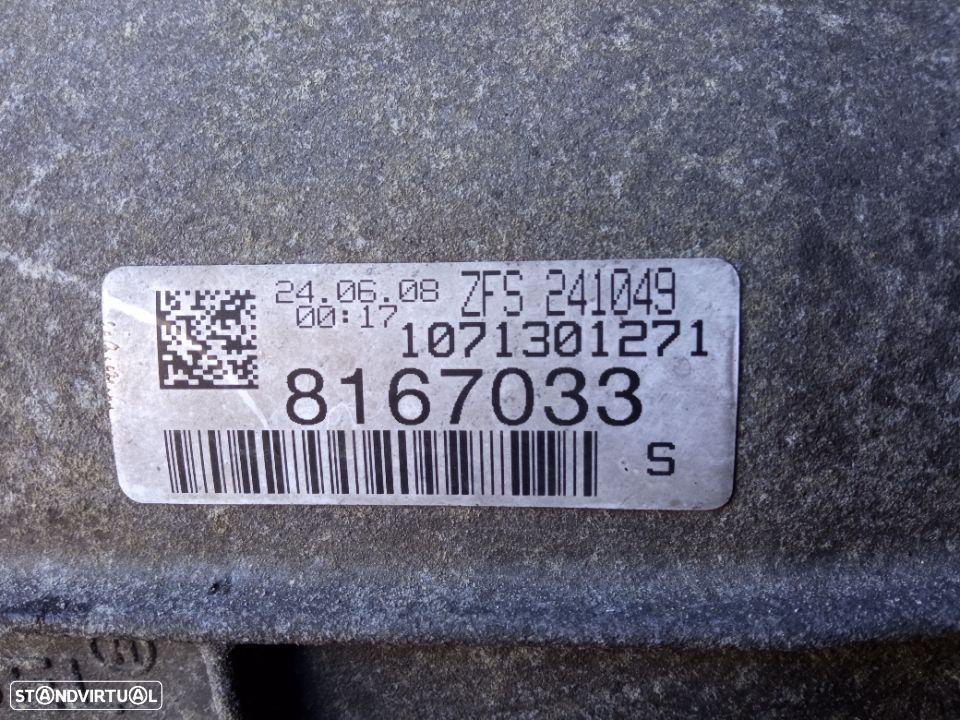 24.06.08 ZFS 241049
00:17
1071301271
8167033
S
STANDVIRTUAL